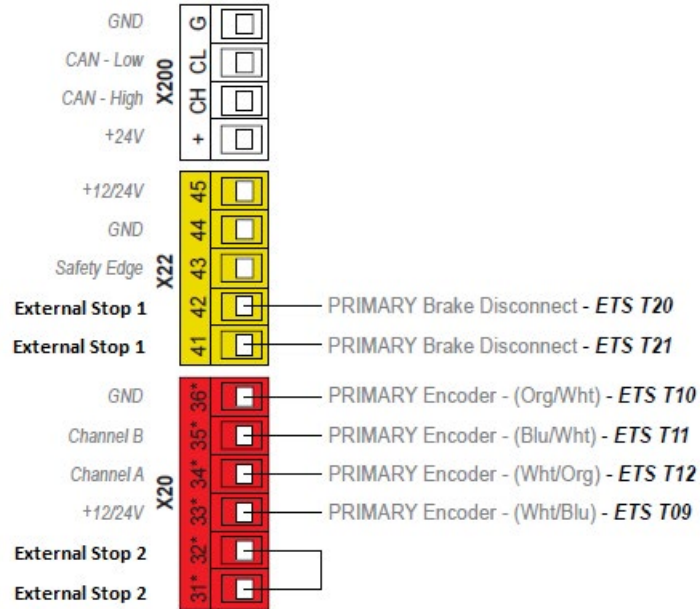 GND G
CAN - Low CL
CAN - High CH
+24V +
X200
+12/24V 45
GND 44
Safety Edge 43
External Stop 1 42 PRIMARY Brake Disconnect - ETS T20
External Stop 1 41 PRIMARY Brake Disconnect - ETS T21
X22
GND 36* PRIMARY Encoder - (Org/Wht) - ETS T10
Channel B 35* PRIMARY Encoder - (Blu/Wht) - ETS T11
Channel A 34* PRIMARY Encoder - (Wht/Org) - ETS T12
+12/24V 33* PRIMARY Encoder - (Wht/Blu) - ETS T09
External Stop 2 32*
External Stop 2 31*
X20